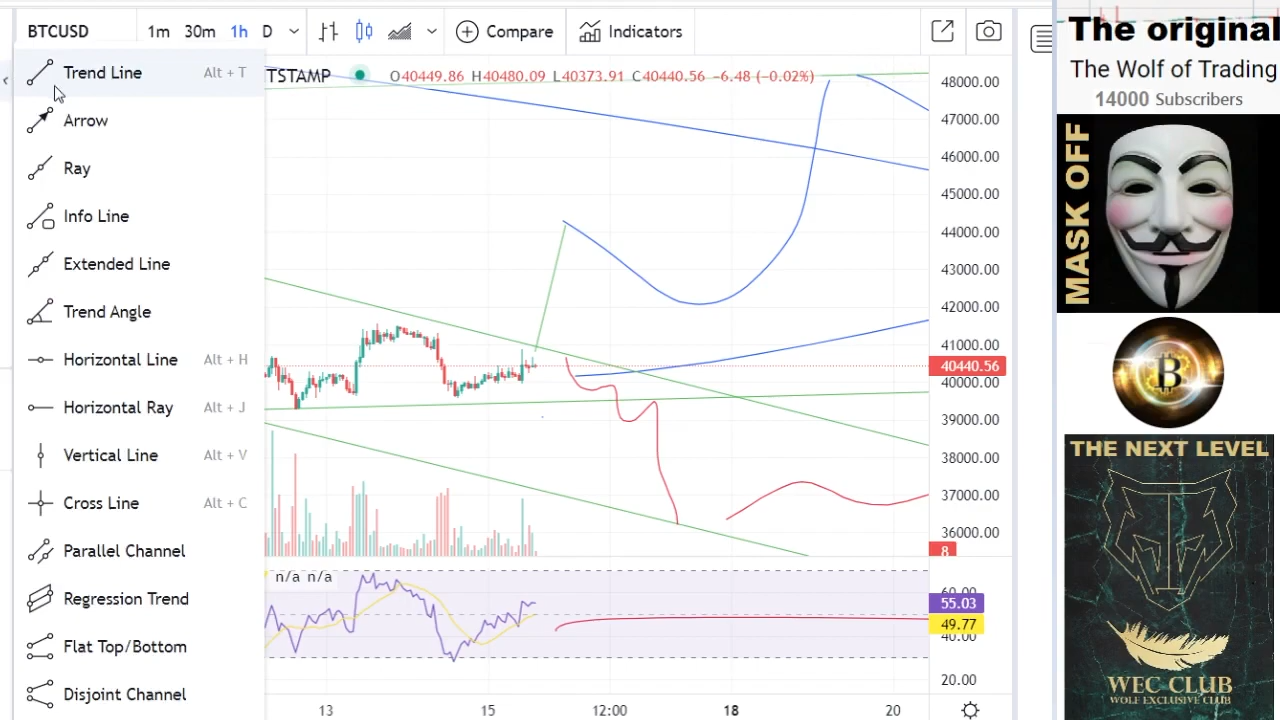 BTCUSD
1m 30m 1h D
Compare
Indicators
Trend Line Alt + T
Arrow
Ray
Info Line
Extended Line
Trend Angle
Horizontal Line Alt + H
Horizontal Ray Alt + J
Vertical Line Alt + V
Cross Line Alt + C
Parallel Channel
Regression Trend
Flat Top/Bottom
Disjoint Channel
TSTAMP O40449.86 H40480.09 L40373.91 C40440.56 −6.48 (−0.02%)
48000.00
47000.00
46000.00
45000.00
44000.00
43000.00
42000.00
41000.00
40440.56
40000.00
39000.00
38000.00
37000.00
36000.00
8
n/a n/a
60.00
55.03
49.77
40.00
20.00
13 15 12:00 18 20
The original
The Wolf of Trading
14000 Subscribers
MASK OFF
B
THE NEXT LEVEL
WEC CLUB
WOLF EXCLUSIVE CLUB